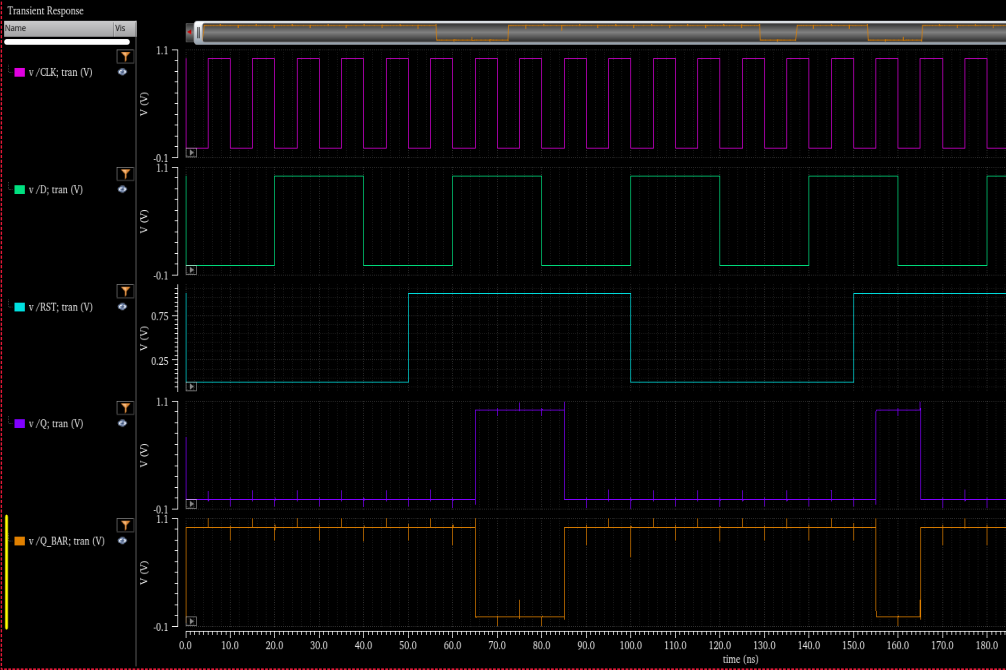 Transient Response
Name Vis
v /CLK; tran (V)
1.1
V (V)
-0.1
v /D; tran (V)
1.1
V (V)
-0.1
v /RST; tran (V)
0.75
V (V)
0.25
v /Q; tran (V)
1.1
V (V)
-0.1
v /Q_BAR; tran (V)
1.1
V (V)
-0.1
0.0 10.0 20.0 30.0 40.0 50.0 60.0 70.0 80.0 90.0 100.0 110.0 120.0 130.0 140.0 150.0 160.0 170.0 180.0
time (ns)